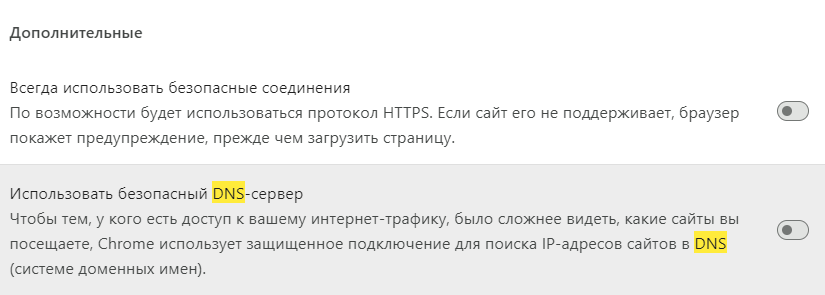 Дополнительные
Всегда использовать безопасные соединения
По возможности будет использоваться протокол HTTPS. Если сайт его не поддерживает, браузер
покажет предупреждение, прежде чем загрузить страницу.
Использовать безопасный DNS-сервер
Чтобы тем, у кого есть доступ к вашему интернет-трафику, было сложнее видеть, какие сайты вы
посещаете, Chrome использует защищенное подключение для поиска IP-адресов сайтов в DNS
(системе доменных имен).